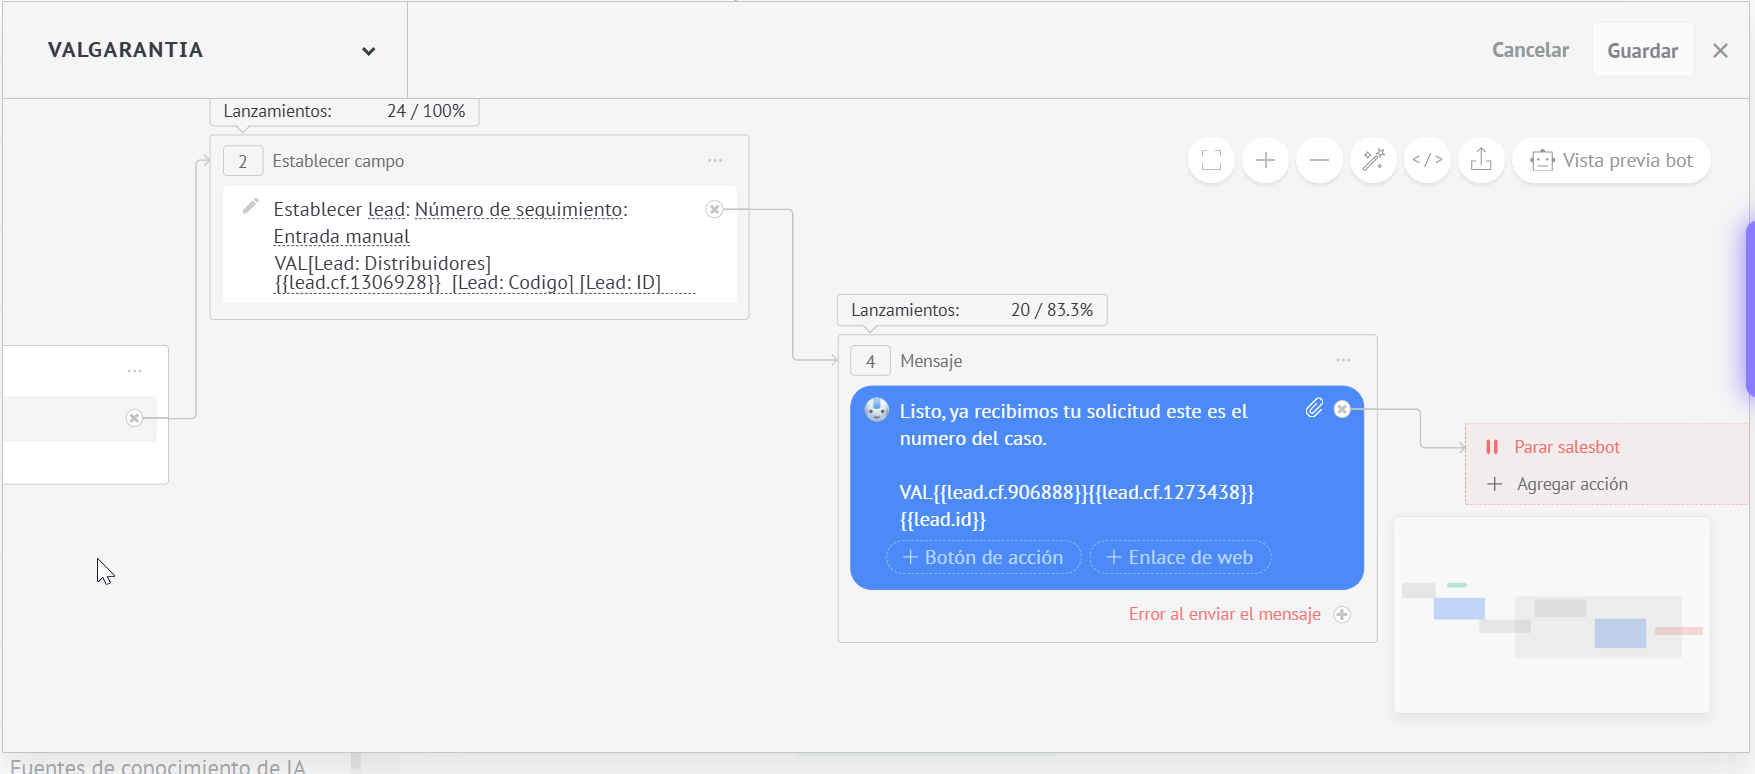 VALGARANTIA
Cancelar
Guardar
Lanzamientos: 24 / 100%
2 Establecer campo
Establecer lead: Número de seguimiento:
Entrada manual
VAL[Lead: Distribuidores]
{{lead.cf.1306928}} [Lead: Codigo] [Lead: ID]
</>
Vista previa bot
Lanzamientos: 20 / 83.3%
4 Mensaje
Listo, ya recibimos tu solicitud este es el
numero del caso.
VAL{{lead.cf.906888}}{{lead.cf.1273438}}
{{lead.id}}
+ Botón de acción
+ Enlace de web
Error al enviar el mensaje
Parar salesbot
+ Agregar acción
Fuentes de conocimiento de IA